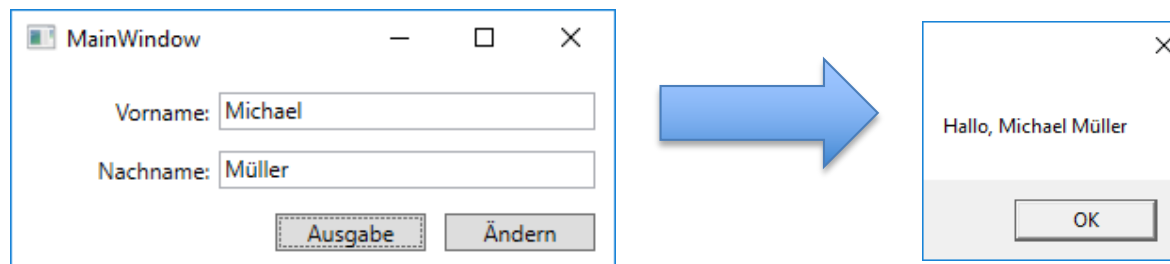 MainWindow
Vorname: Michael
Nachname: Müller
Ausgabe Ändern
Hallo, Michael Müller
OK